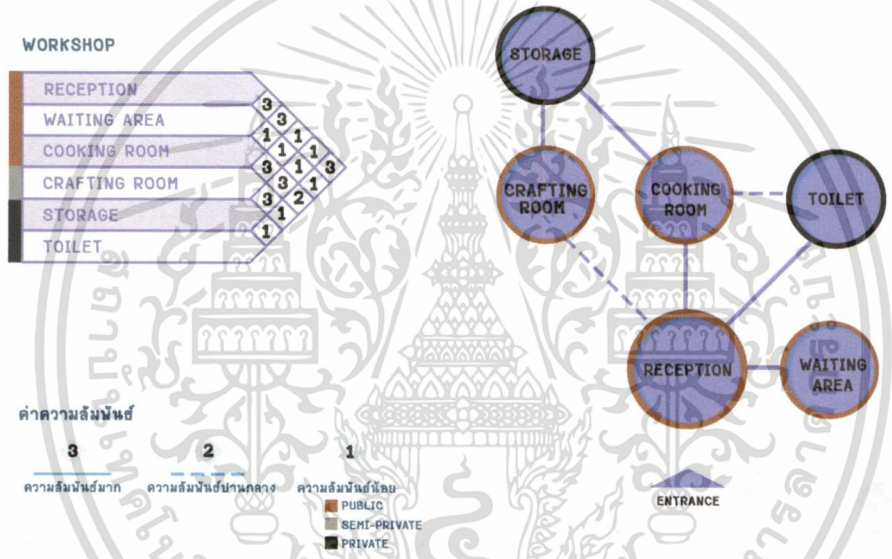 WORKSHOP
RECEPTION
WAITING AREA
COOKING ROOM
CRAFTING ROOM
STORAGE
TOILET
3
3
1 1
1 1
3 1 3
3 1
3 2
1
1
STORAGE
CRAFTING
ROOM
COOKING
ROOM
TOILET
RECEPTION
WAITING
AREA
ENTRANCE
ค่าความสัมพันธ์
3 2 1
ความสัมพันธ์มาก ความสัมพันธ์ปานกลาง ความสัมพันธ์น้อย
PUBLIC
SEMI-PRIVATE
PRIVATE